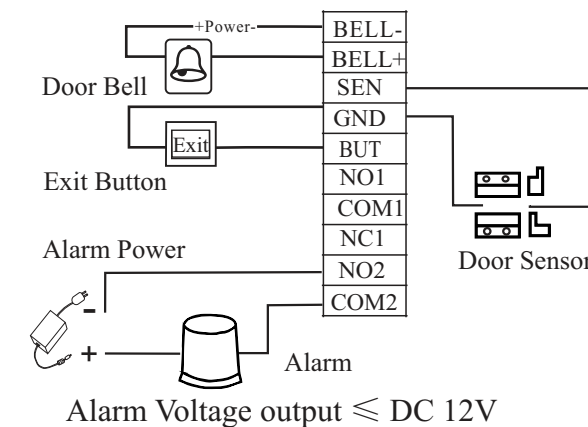 +Power-
BELL-
BELL+
Door Bell
SEN
GND
Exit
BUT
Exit Button
NO1
COM1
NC1
Alarm Power
Door Sensor
NO2
-
COM2
+
Alarm
Alarm Voltage output ⩽ DC 12V